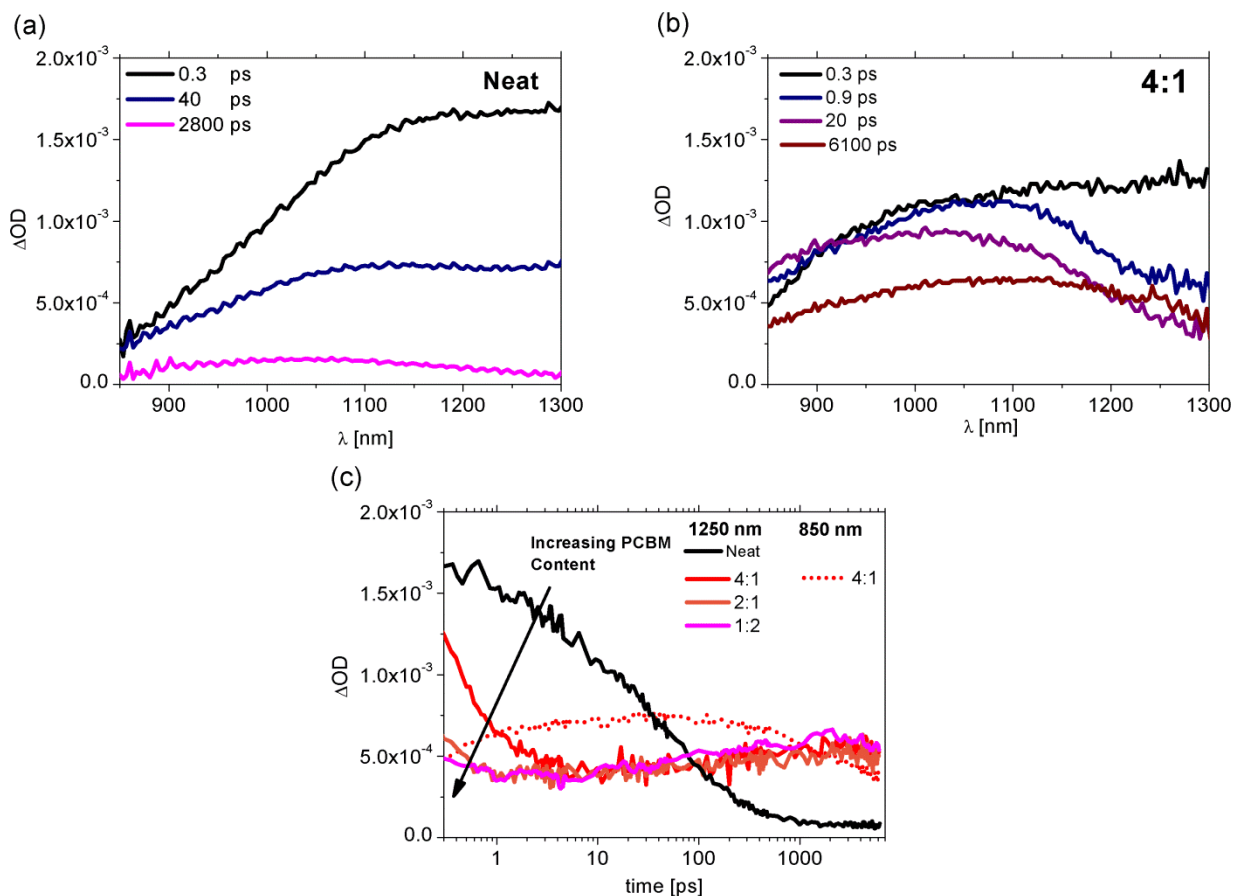 (a)
2.0x10⁻³
1.5x10⁻³
1.0x10⁻³
5.0x10⁻⁴
0.0
ΔOD
0.3 ps
40 ps
2800 ps
Neat
900 1000 1100 1200 1300
λ [nm]
(b)
2.0x10⁻³
1.5x10⁻³
1.0x10⁻³
5.0x10⁻⁴
0.0
ΔOD
0.3 ps
0.9 ps
20 ps
6100 ps
4:1
900 1000 1100 1200 1300
λ [nm]
(c)
2.0x10⁻³
1.5x10⁻³
1.0x10⁻³
5.0x10⁻⁴
0.0
ΔOD
Increasing PCBM
Content
1250 nm 850 nm
Neat
4:1 4:1
2:1
1:2
1 10 100 1000
time [ps]